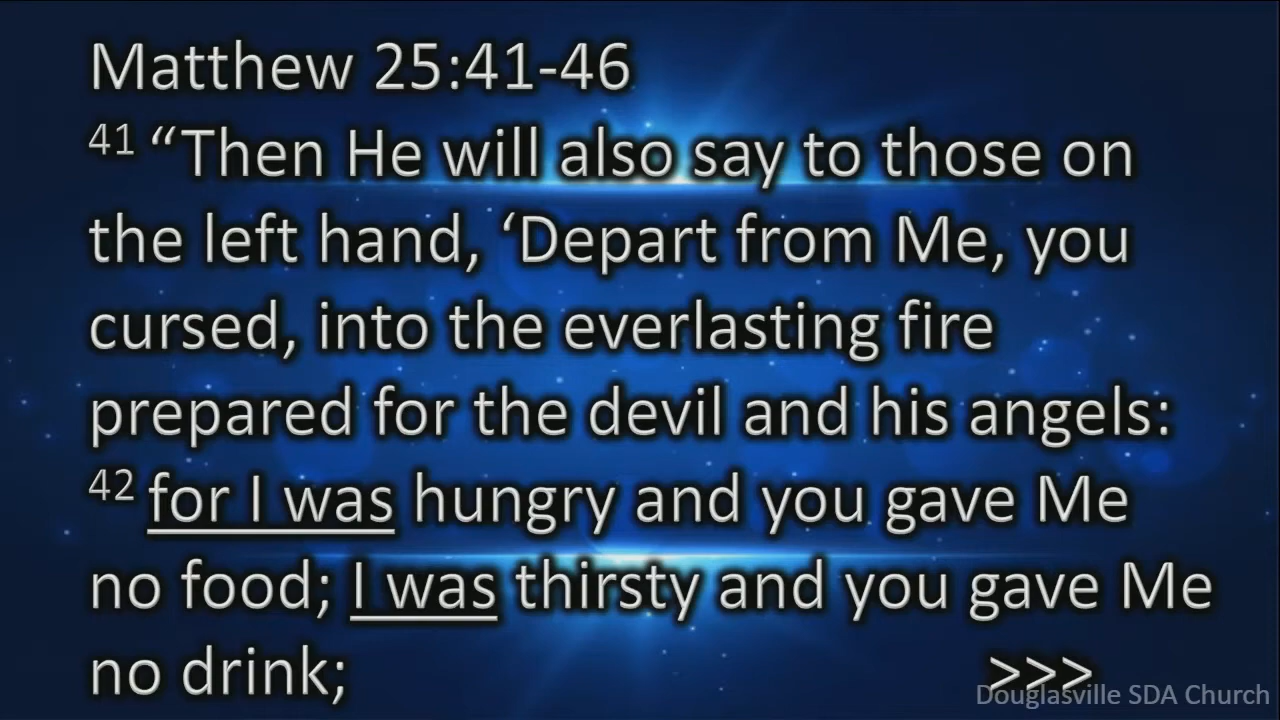 Matthew 25:41-46
41 “Then He will also say to those on
the left hand, ‘Depart from Me, you
cursed, into the everlasting fire
prepared for the devil and his angels:
42 for I was hungry and you gave Me
no food; I was thirsty and you gave Me
no drink; >>>
Douglasville SDA Church